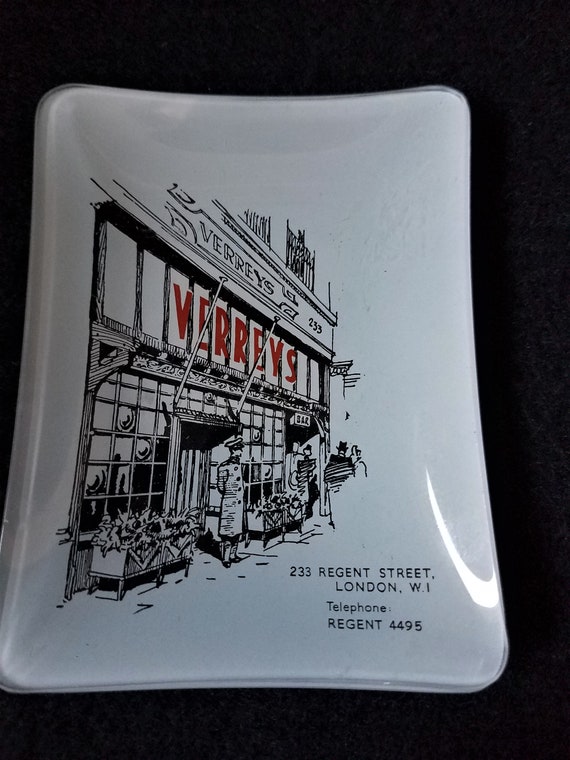 VERREYS
233
VERREYS
BAR
233 REGENT STREET,
LONDON, W.1
Telephone:
REGENT 4495